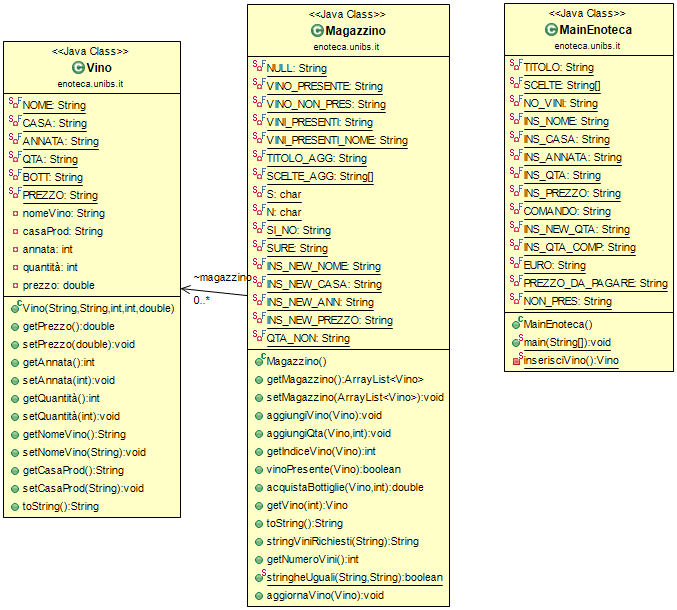 <<Java Class>>
Vino
enoteca.unibs.it
NOME: String
CASA: String
ANNATA: String
QTA: String
BOTT: String
PREZZO: String
nomeVino: String
casaProd: String
annata: int
quantità: int
prezzo: double
Vino(String,String,int,int,double)
getPrezzo():double
setPrezzo(double):void
getAnnata():int
setAnnata(int):void
getQuantità():int
setQuantità(int):void
getNomeVino():String
setNomeVino(String):void
getCasaProd():String
setCasaProd(String):void
toString():String
~magazzino
0..*
<<Java Class>>
Magazzino
enoteca.unibs.it
NULL: String
VINO_PRESENTE: String
VINO_NON_PRES: String
VINI_PRESENTI: String
VINI_PRESENTI_NOME: String
TITOLO_AGG: String
SCELTE_AGG: String[]
S: char
N: char
SI_NO: String
SURE: String
INS_NEW_NOME: String
INS_NEW_CASA: String
INS_NEW_ANN: String
INS_NEW_PREZZO: String
QTA_NON: String
Magazzino()
getMagazzino():ArrayList<Vino>
setMagazzino(ArrayList<Vino>):void
aggiungiVino(Vino):void
aggiungiQta(Vino,int):void
getIndiceVino(Vino):int
vinoPresente(Vino):boolean
acquistaBottiglie(Vino,int):double
getVino(int):Vino
toString():String
stringViniRichiesti(String):String
getNumeroVini():int
stringheUguali(String,String):boolean
aggiornaVino(Vino):void
<<Java Class>>
MainEnoteca
enoteca.unibs.it
TITOLO: String
SCELTE: String[]
NO_VINI: String
INS_NOME: String
INS_CASA: String
INS_ANNATA: String
INS_QTA: String
INS_PREZZO: String
COMANDO: String
INS_NEW_QTA: String
INS_QTA_COMP: String
EURO: String
PREZZO_DA_PAGARE: String
NON_PRES: String
MainEnoteca()
main(String[]):void
inserisciVino():Vino